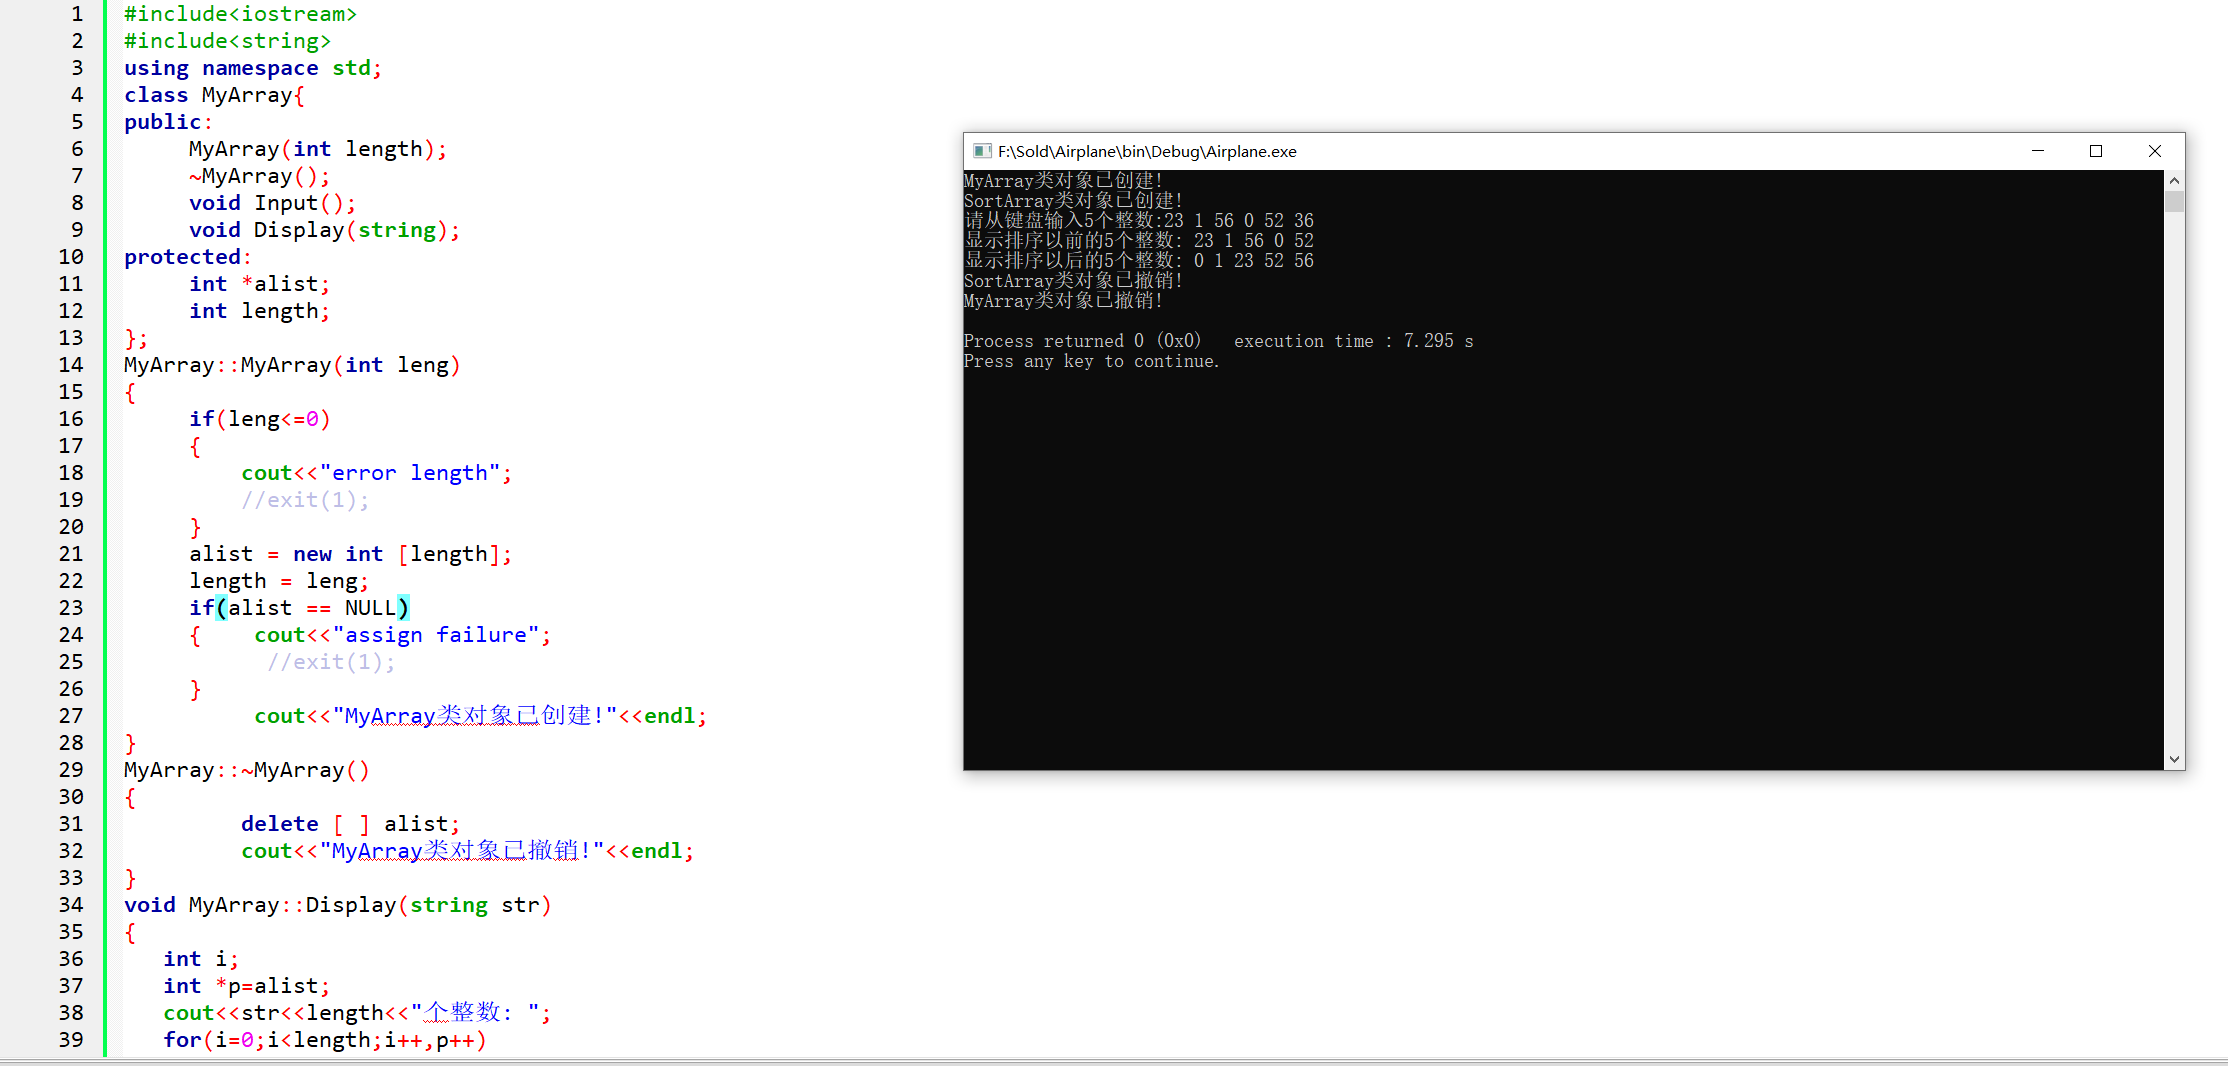 1 #include<iostream>
2 #include<string>
3 using namespace std;
4 class MyArray{
5 public:
6 MyArray(int length);
7 ~MyArray();
8 void Input();
9 void Display(string);
10 protected:
11 int *alist;
12 int length;
13 };
14 MyArray::MyArray(int leng)
15 {
16 if(leng<=0)
17 {
18 cout<<"error length";
19 //exit(1);
20 }
21 alist = new int [length];
22 length = leng;
23 if(alist == NULL)
24 { cout<<"assign failure";
25 //exit(1);
26 }
27 cout<<"MyArray类对象已创建!"<<endl;
28 }
29 MyArray::~MyArray()
30 {
31 delete [ ] alist;
32 cout<<"MyArray类对象已撤销!"<<endl;
33 }
34 void MyArray::Display(string str)
35 {
36 int i;
37 int *p=alist;
38 cout<<str<<length<<"个整数: ";
39 for(i=0;i<length;i++,p++)
F:\Sold\Airplane\bin\Debug\Airplane.exe
MyArray类对象已创建!
SortArray类对象已创建!
请从键盘输入5个整数:23 1 56 0 52 36
显示排序以前的5个整数: 23 1 56 0 52
显示排序以后的5个整数: 0 1 23 52 56
SortArray类对象已撤销!
MyArray类对象已撤销!
Process returned 0 (0x0)   execution time : 7.295 s
Press any key to continue.